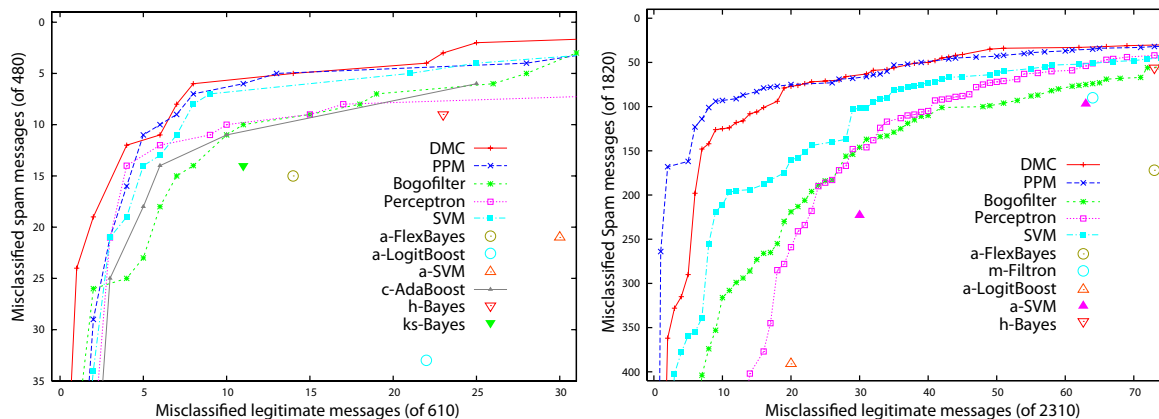 0
5
10
15
20
25
30
35
0
5
10
15
20
25
30
Misclassified spam messages (of 480)
Misclassified legitimate messages (of 610)
DMC
PPM
Bogofilter
Perceptron
SVM
a-FlexBayes
a-LogitBoost
a-SVM
c-AdaBoost
h-Bayes
ks-Bayes
0
50
100
150
200
250
300
350
400
0
10
20
30
40
50
60
70
Misclassified Spam messages (of 1820)
Misclassified legitimate messages (of 2310)
DMC
PPM
Bogofilter
Perceptron
SVM
a-FlexBayes
m-Filtron
a-LogitBoost
a-SVM
h-Bayes